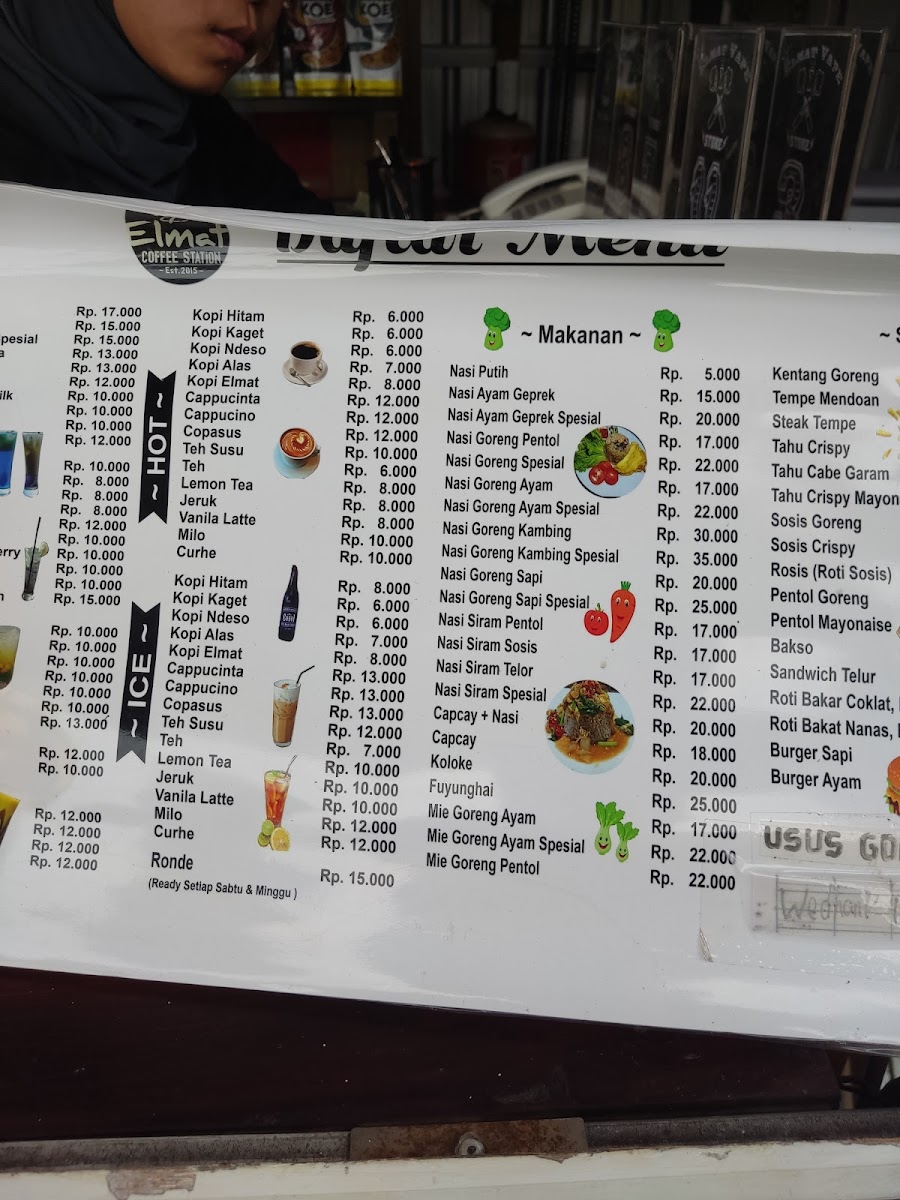 KOE
KOE
Elmat
COFFEE STATION
- Est.2015 -
Daftar Menu
pesial
a
ilk
erry
n
Rp. 17.000
Rp. 15.000
Rp. 15.000
Rp. 13.000
Rp. 13.000
Rp. 12.000
Rp. 10.000
Rp. 10.000
Rp. 10.000
Rp. 12.000
Rp. 10.000
Rp. 8.000
Rp. 8.000
Rp. 8.000
Rp. 12.000
Rp. 10.000
Rp. 10.000
Rp. 10.000
Rp. 10.000
Rp. 15.000
Rp. 10.000
Rp. 10.000
Rp. 10.000
Rp. 10.000
Rp. 10.000
Rp. 10.000
Rp. 13.000
Rp. 12.000
Rp. 10.000
Rp. 12.000
Rp. 12.000
Rp. 12.000
Rp. 12.000
~ HOT ~
Kopi Hitam Rp. 6.000
Kopi Kaget Rp. 6.000
Kopi Ndeso Rp. 6.000
Kopi Alas Rp. 7.000
Kopi Elmat Rp. 8.000
Cappucinta Rp. 12.000
Cappucino Rp. 12.000
Copasus Rp. 12.000
Teh Susu Rp. 10.000
Teh Rp. 6.000
Lemon Tea Rp. 8.000
Jeruk Rp. 8.000
Vanila Latte Rp. 8.000
Milo Rp. 10.000
Curhe Rp. 10.000
~ ICE ~
Kopi Hitam Rp. 8.000
Kopi Kaget Rp. 6.000
Kopi Ndeso Rp. 6.000
Kopi Alas Rp. 7.000
Kopi Elmat Rp. 8.000
Cappucinta Rp. 13.000
Cappucino Rp. 13.000
Copasus Rp. 13.000
Teh Susu Rp. 12.000
Teh Rp. 7.000
Lemon Tea Rp. 10.000
Jeruk Rp. 10.000
Vanila Latte Rp. 10.000
Milo Rp. 12.000
Curhe Rp. 12.000
Ronde Rp. 15.000
(Ready Setiap Sabtu & Minggu )
~ Makanan ~
Nasi Putih Rp. 5.000
Nasi Ayam Geprek Rp. 15.000
Nasi Ayam Geprek Spesial Rp. 20.000
Nasi Goreng Pentol Rp. 17.000
Nasi Goreng Spesial Rp. 22.000
Nasi Goreng Ayam Rp. 17.000
Nasi Goreng Ayam Spesial Rp. 22.000
Nasi Goreng Kambing Rp. 30.000
Nasi Goreng Kambing Spesial Rp. 35.000
Nasi Goreng Sapi Rp. 20.000
Nasi Goreng Sapi Spesial Rp. 25.000
Nasi Siram Pentol Rp. 17.000
Nasi Siram Sosis Rp. 17.000
Nasi Siram Telor Rp. 17.000
Nasi Siram Spesial Rp. 22.000
Capcay + Nasi Rp. 20.000
Capcay Rp. 18.000
Koloke Rp. 20.000
Fuyunghai Rp. 25.000
Mie Goreng Ayam Rp. 17.000
Mie Goreng Ayam Spesial Rp. 22.000
Mie Goreng Pentol Rp. 22.000
~ S
Kentang Goreng
Tempe Mendoan
Steak Tempe
Tahu Crispy
Tahu Cabe Garam
Tahu Crispy Mayon
Sosis Goreng
Sosis Crispy
Rosis (Roti Sosis)
Pentol Goreng
Pentol Mayonaise
Bakso
Sandwich Telur
Roti Bakar Coklat,
Roti Bakat Nanas,
Burger Sapi
Burger Ayam
USUS GO